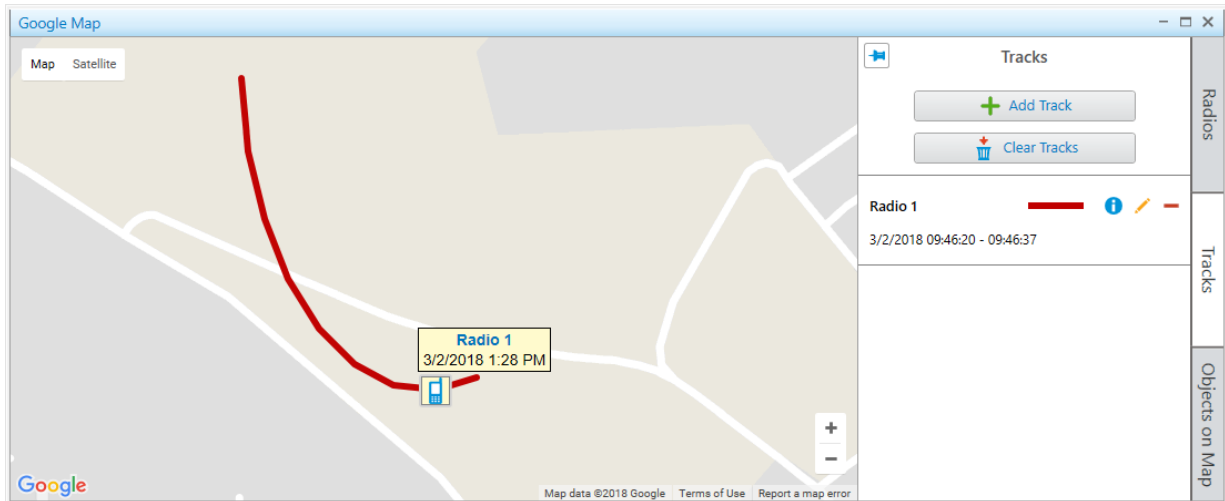 Google Map
Map Satellite
Radio 1
3/2/2018 1:28 PM
Google
Map data ©2018 Google Terms of Use Report a map error
Tracks
Add Track
Clear Tracks
Radio 1
3/2/2018 09:46:20 - 09:46:37
Radios
Tracks
Objects on Map